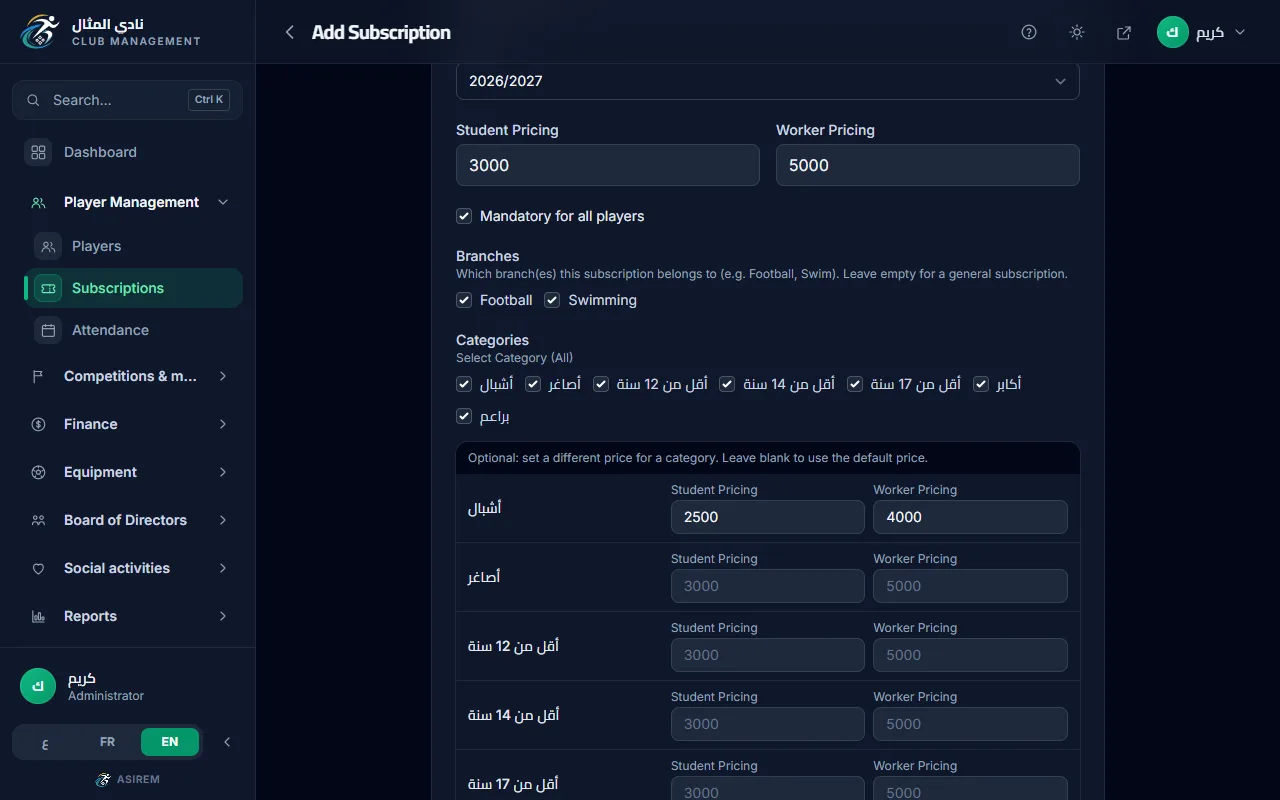 نادي المثال
CLUB MANAGEMENT
Add Subscription
ك
كريم
Search...
Ctrl K
Dashboard
Player Management
Players
Subscriptions
Attendance
Competitions & m...
Finance
Equipment
Board of Directors
Social activities
Reports
ك
كريم
Administrator
ع
FR
EN
ASIREM
2026/2027
Student Pricing
Worker Pricing
3000
5000
Mandatory for all players
Branches
Which branch(es) this subscription belongs to (e.g. Football, Swim). Leave empty for a general subscription.
Football
Swimming
Categories
Select Category (All)
أشبال
أصاغر
أقل من 12 سنة
أقل من 14 سنة
أقل من 17 سنة
أكابر
براعم
Optional: set a different price for a category. Leave blank to use the default price.
أشبال
Student Pricing
Worker Pricing
2500
4000
أصاغر
Student Pricing
Worker Pricing
3000
5000
أقل من 12 سنة
Student Pricing
Worker Pricing
3000
5000
أقل من 14 سنة
Student Pricing
Worker Pricing
3000
5000
أقل من 17 سنة
Student Pricing
Worker Pricing
3000
5000